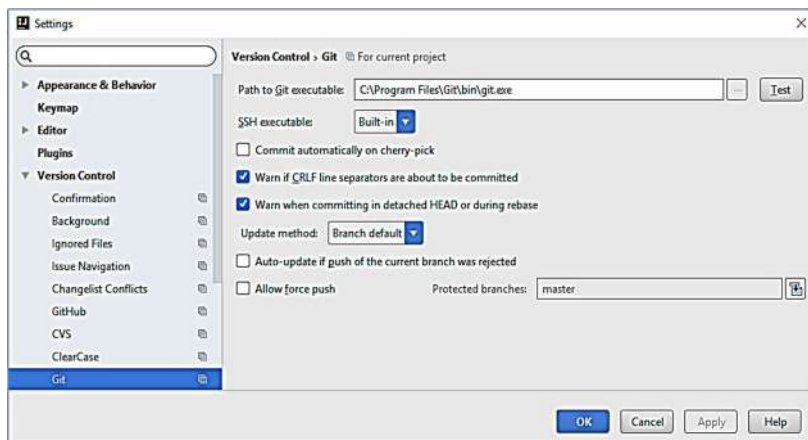 Settings
Appearance & Behavior
Keymap
Editor
Plugins
Version Control
Confirmation
Background
Ignored Files
Issue Navigation
Changelist Conflicts
GitHub
CVS
ClearCase
Git
Version Control › Git For current project
Path to Git executable: C:\Program Files\Git\bin\git.exe ... Test
SSH executable: Built-in
Commit automatically on cherry-pick
Warn if CRLF line separators are about to be committed
Warn when committing in detached HEAD or during rebase
Update method: Branch default
Auto-update if push of the current branch was rejected
Allow force push Protected branches: master
OK Cancel Apply Help